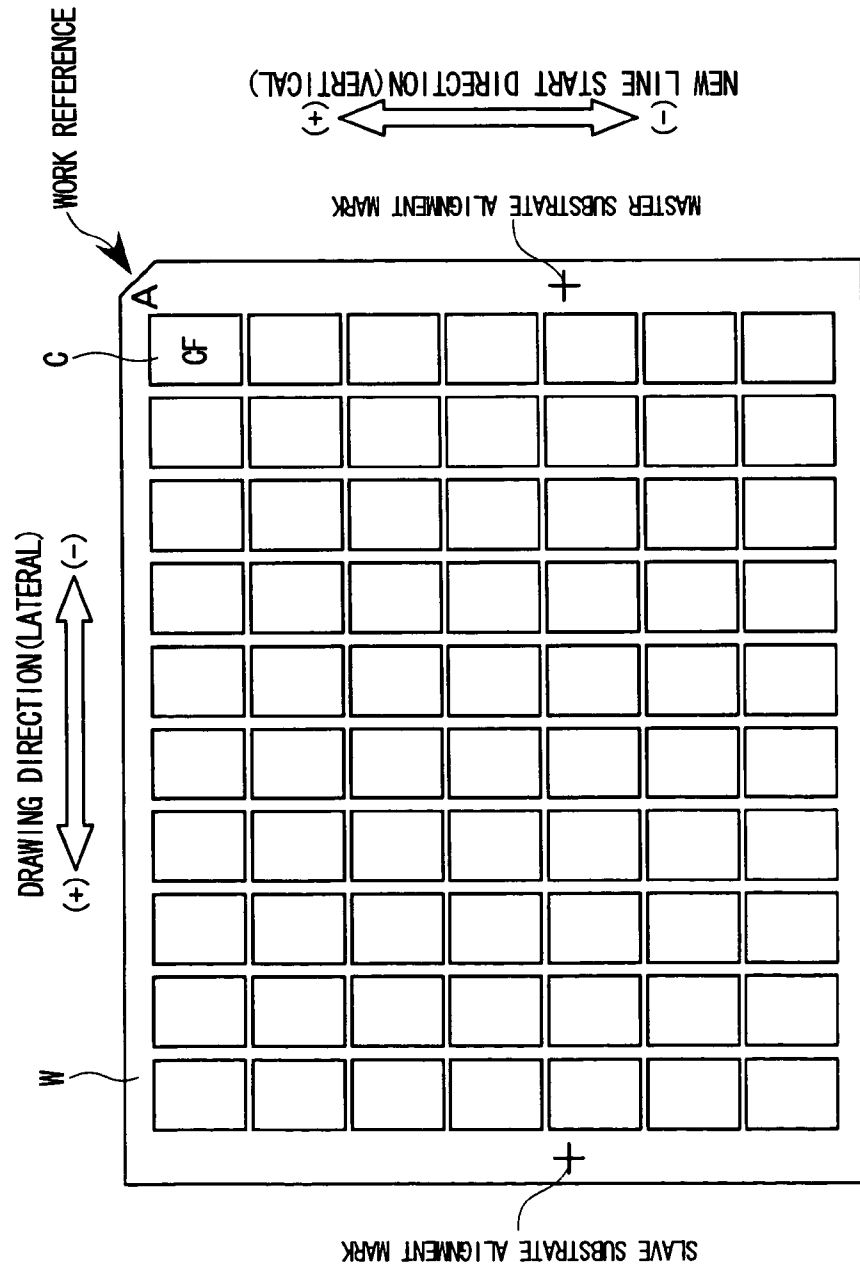 WORK REFERENCE
NEW LINE START DIRECTION(VERTICAL)
(+)
(-)
MASTER SUBSTRATE ALIGNMENT MARK
A
C
CF
DRAWING DIRECTION(LATERAL)
(+)
(-)
W
SLAVE SUBSTRATE ALIGNMENT MARK